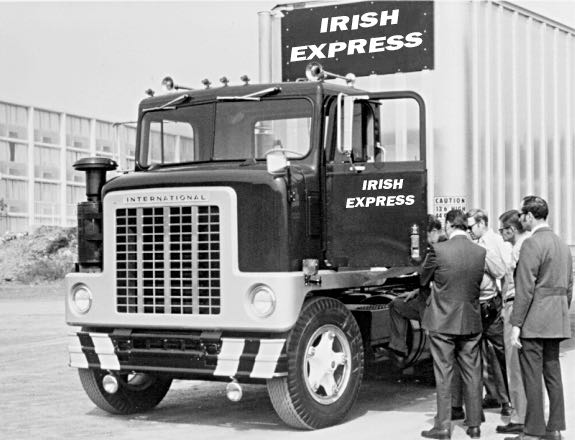 IRISH
EXPRESS
INTERNATIONAL
IRISH
EXPRESS
CAUTION